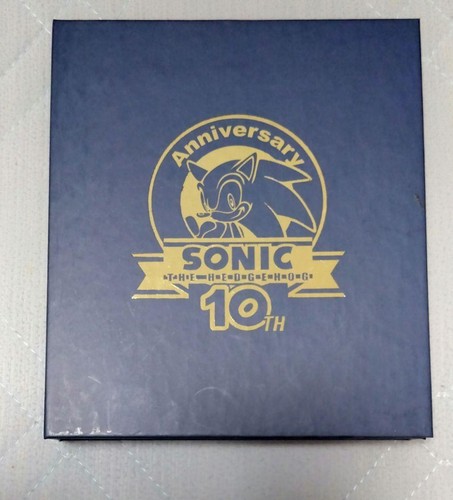 Anniversary
SONIC
THE HEDGEHOG
10TH